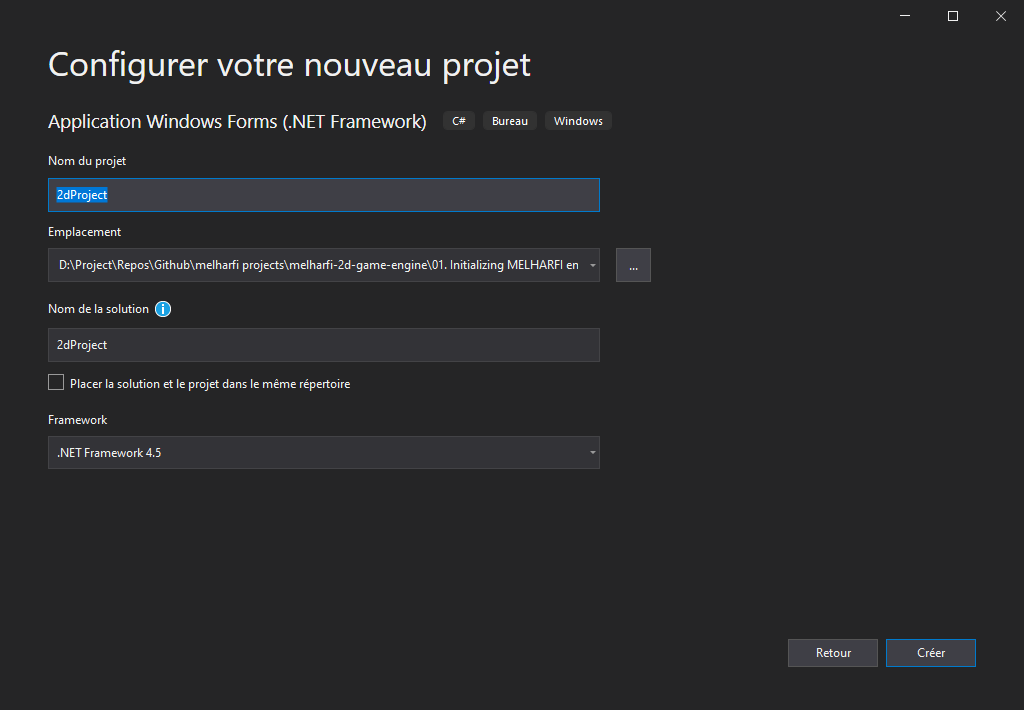 Configurer votre nouveau projet
Application Windows Forms (.NET Framework) C# Bureau Windows
Nom du projet
2dProject
Emplacement
D:\Project\Repos\Github\melharfi projects\melharfi-2d-game-engine\01. Initializing MELHARFI en
...
Nom de la solution
2dProject
Placer la solution et le projet dans le même répertoire
Framework
.NET Framework 4.5
Retour Créer